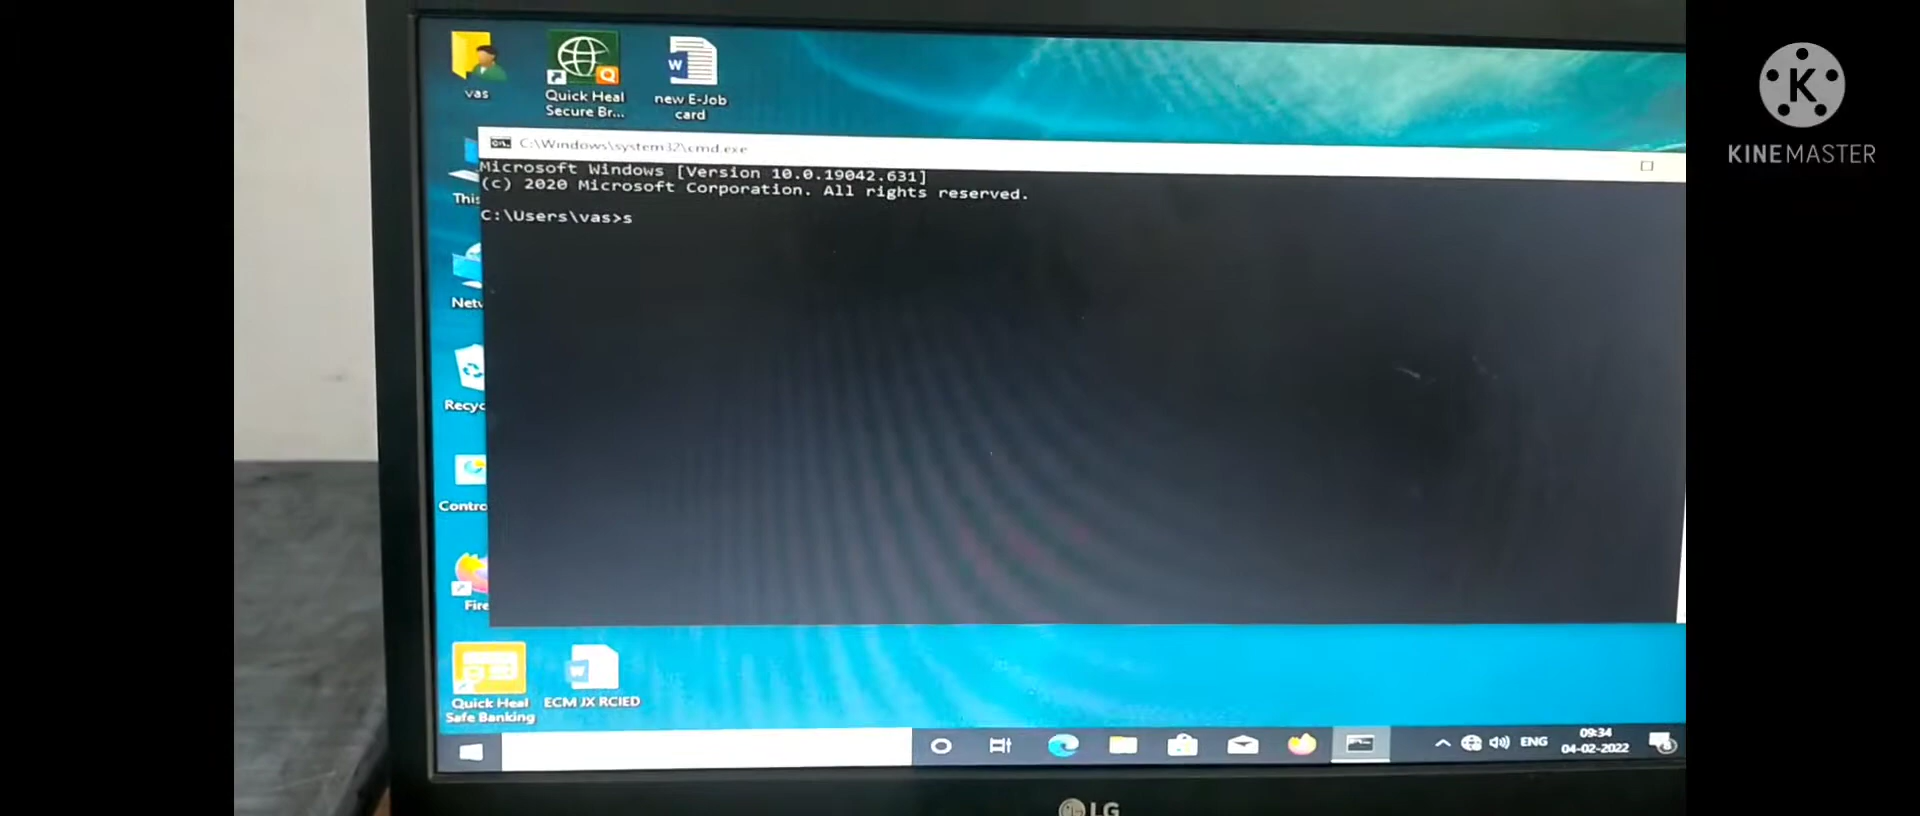 vas
Quick Heal
Secure Br...
new E-Job
card
KINEMASTER
C:\Windows\system32\cmd.exe
Microsoft Windows [Version 10.0.19042.631]
(c) 2020 Microsoft Corporation. All rights reserved.
C:\Users\vas>s
This
Netw
Recyc
Contro
Fire
Quick Heal
Safe Banking
ECM JX RCIED
ENG
09:34
04-02-2022
LG